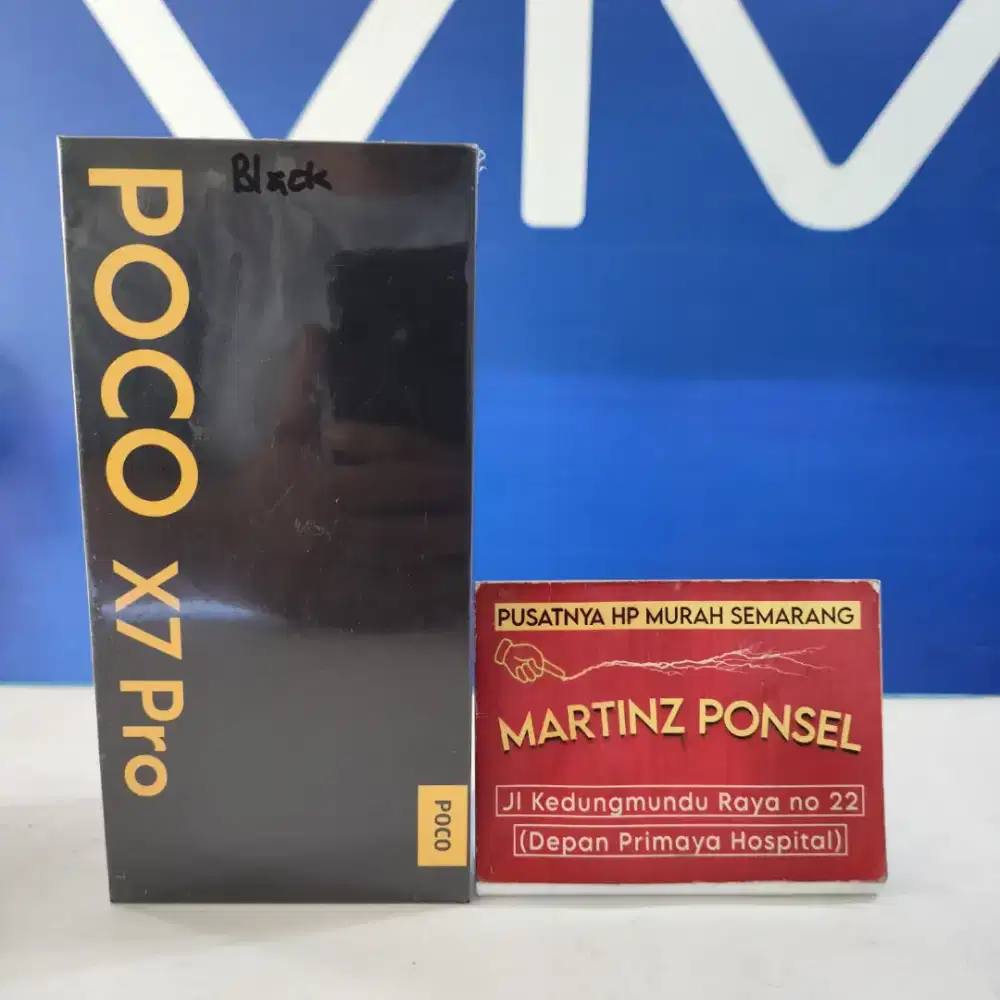 Black
POCO X7 Pro
POCO
PUSATNYA HP MURAH SEMARANG
MARTINZ PONSEL
Jl Kedungmundu Raya no 22
(Depan Primaya Hospital)